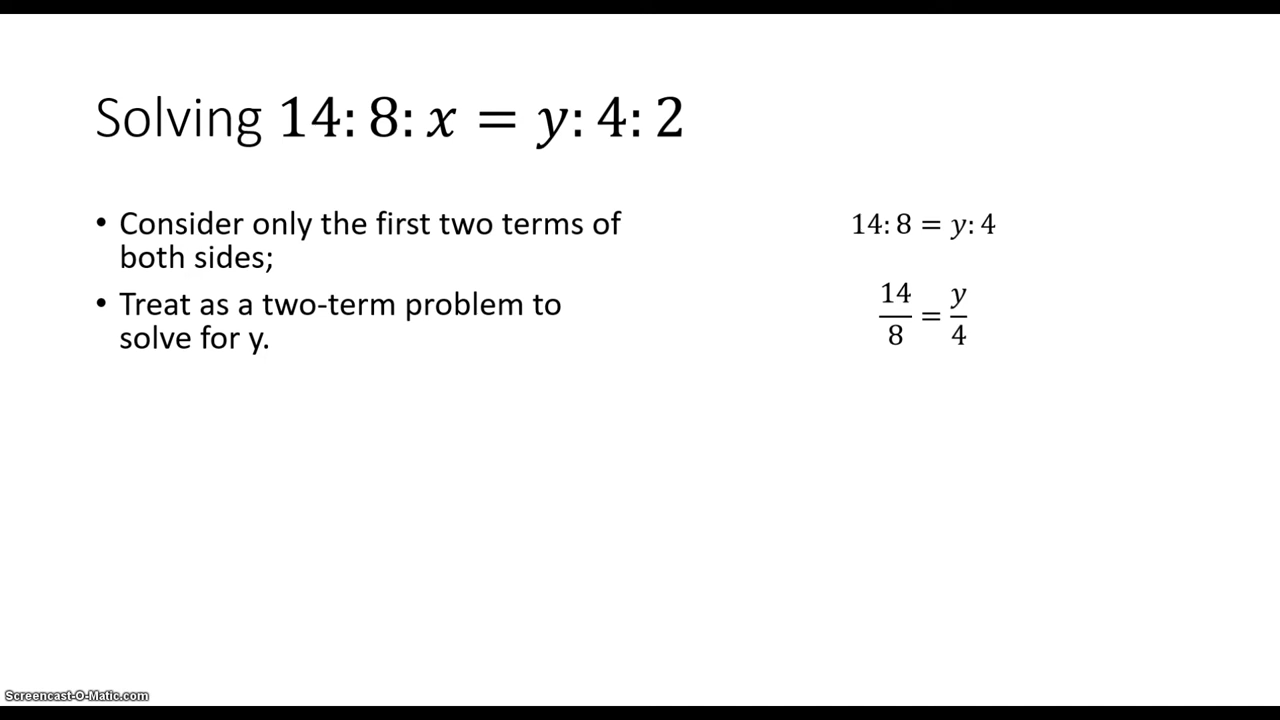 Solving 14: 8: x = y: 4: 2
• Consider only the first two terms of
both sides;
• Treat as a two-term problem to
solve for y.
14: 8 = y: 4
14/8 = y/4
Screencast-O-Matic.com